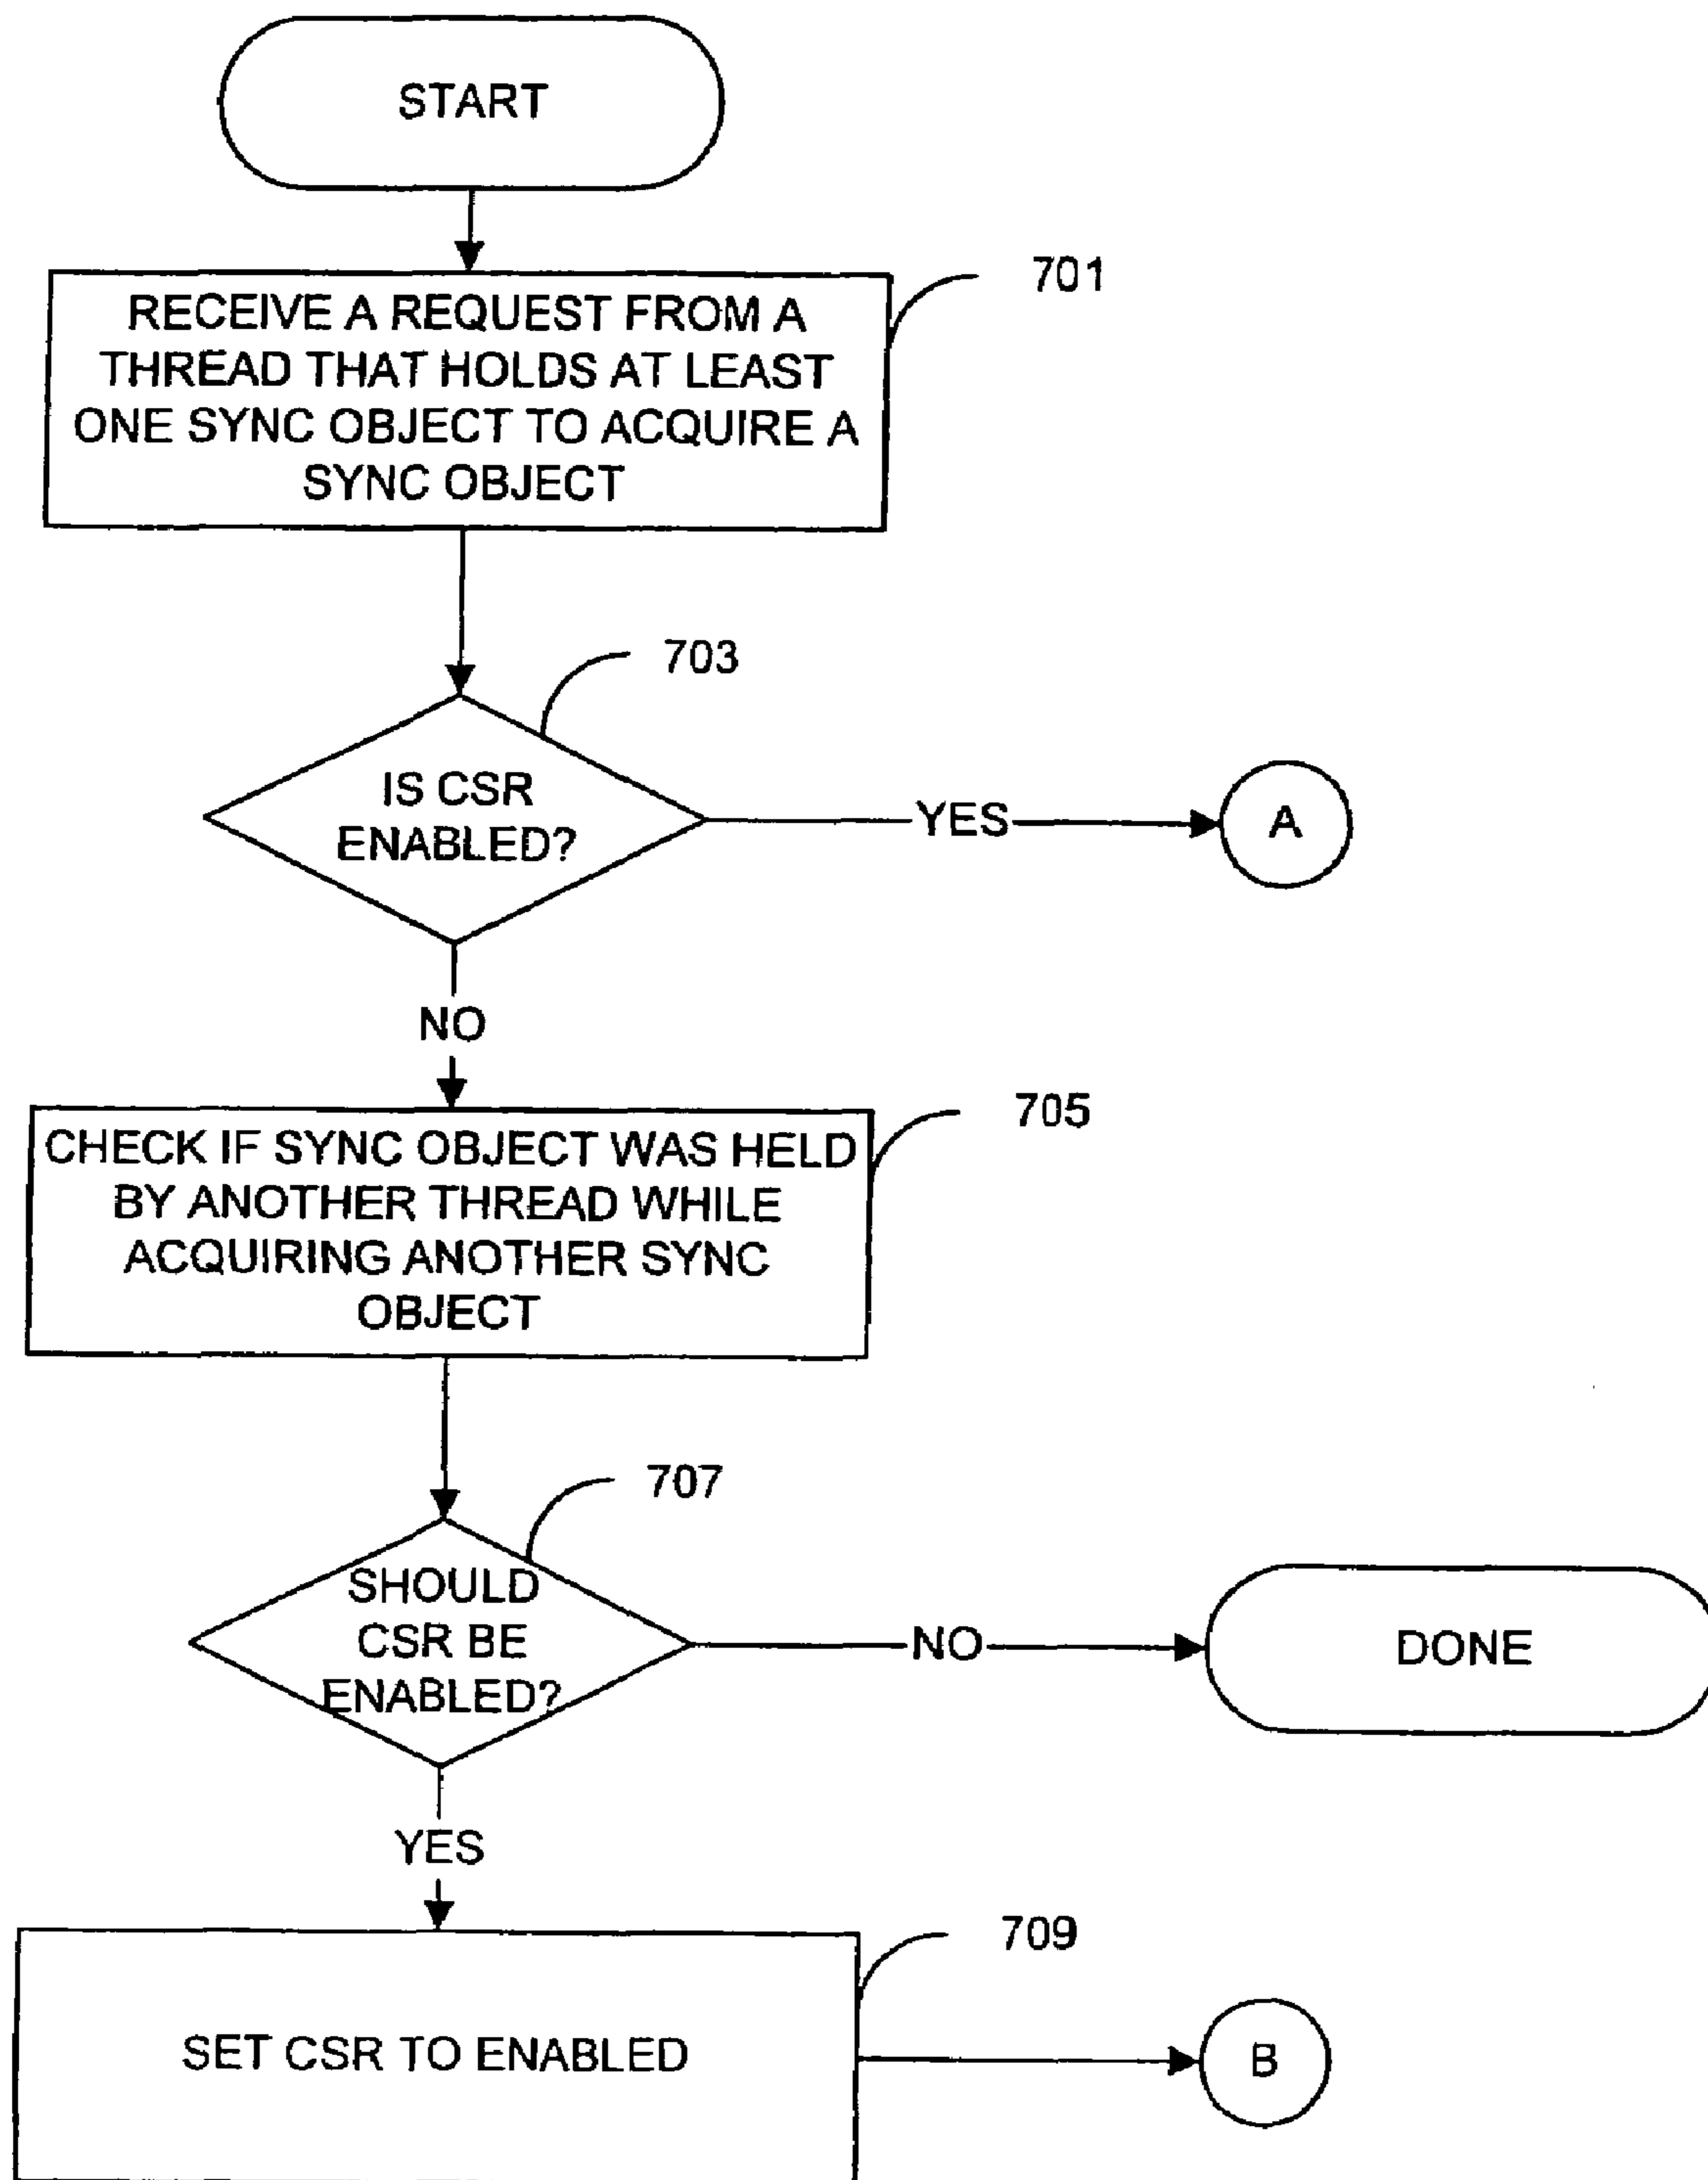 START
701
RECEIVE A REQUEST FROM A
THREAD THAT HOLDS AT LEAST
ONE SYNC OBJECT TO ACQUIRE A
SYNC OBJECT
703
IS CSR
ENABLED?
YES
A
NO
705
CHECK IF SYNC OBJECT WAS HELD
BY ANOTHER THREAD WHILE
ACQUIRING ANOTHER SYNC
OBJECT
707
SHOULD
CSR BE
ENABLED?
NO
DONE
YES
709
SET CSR TO ENABLED
B